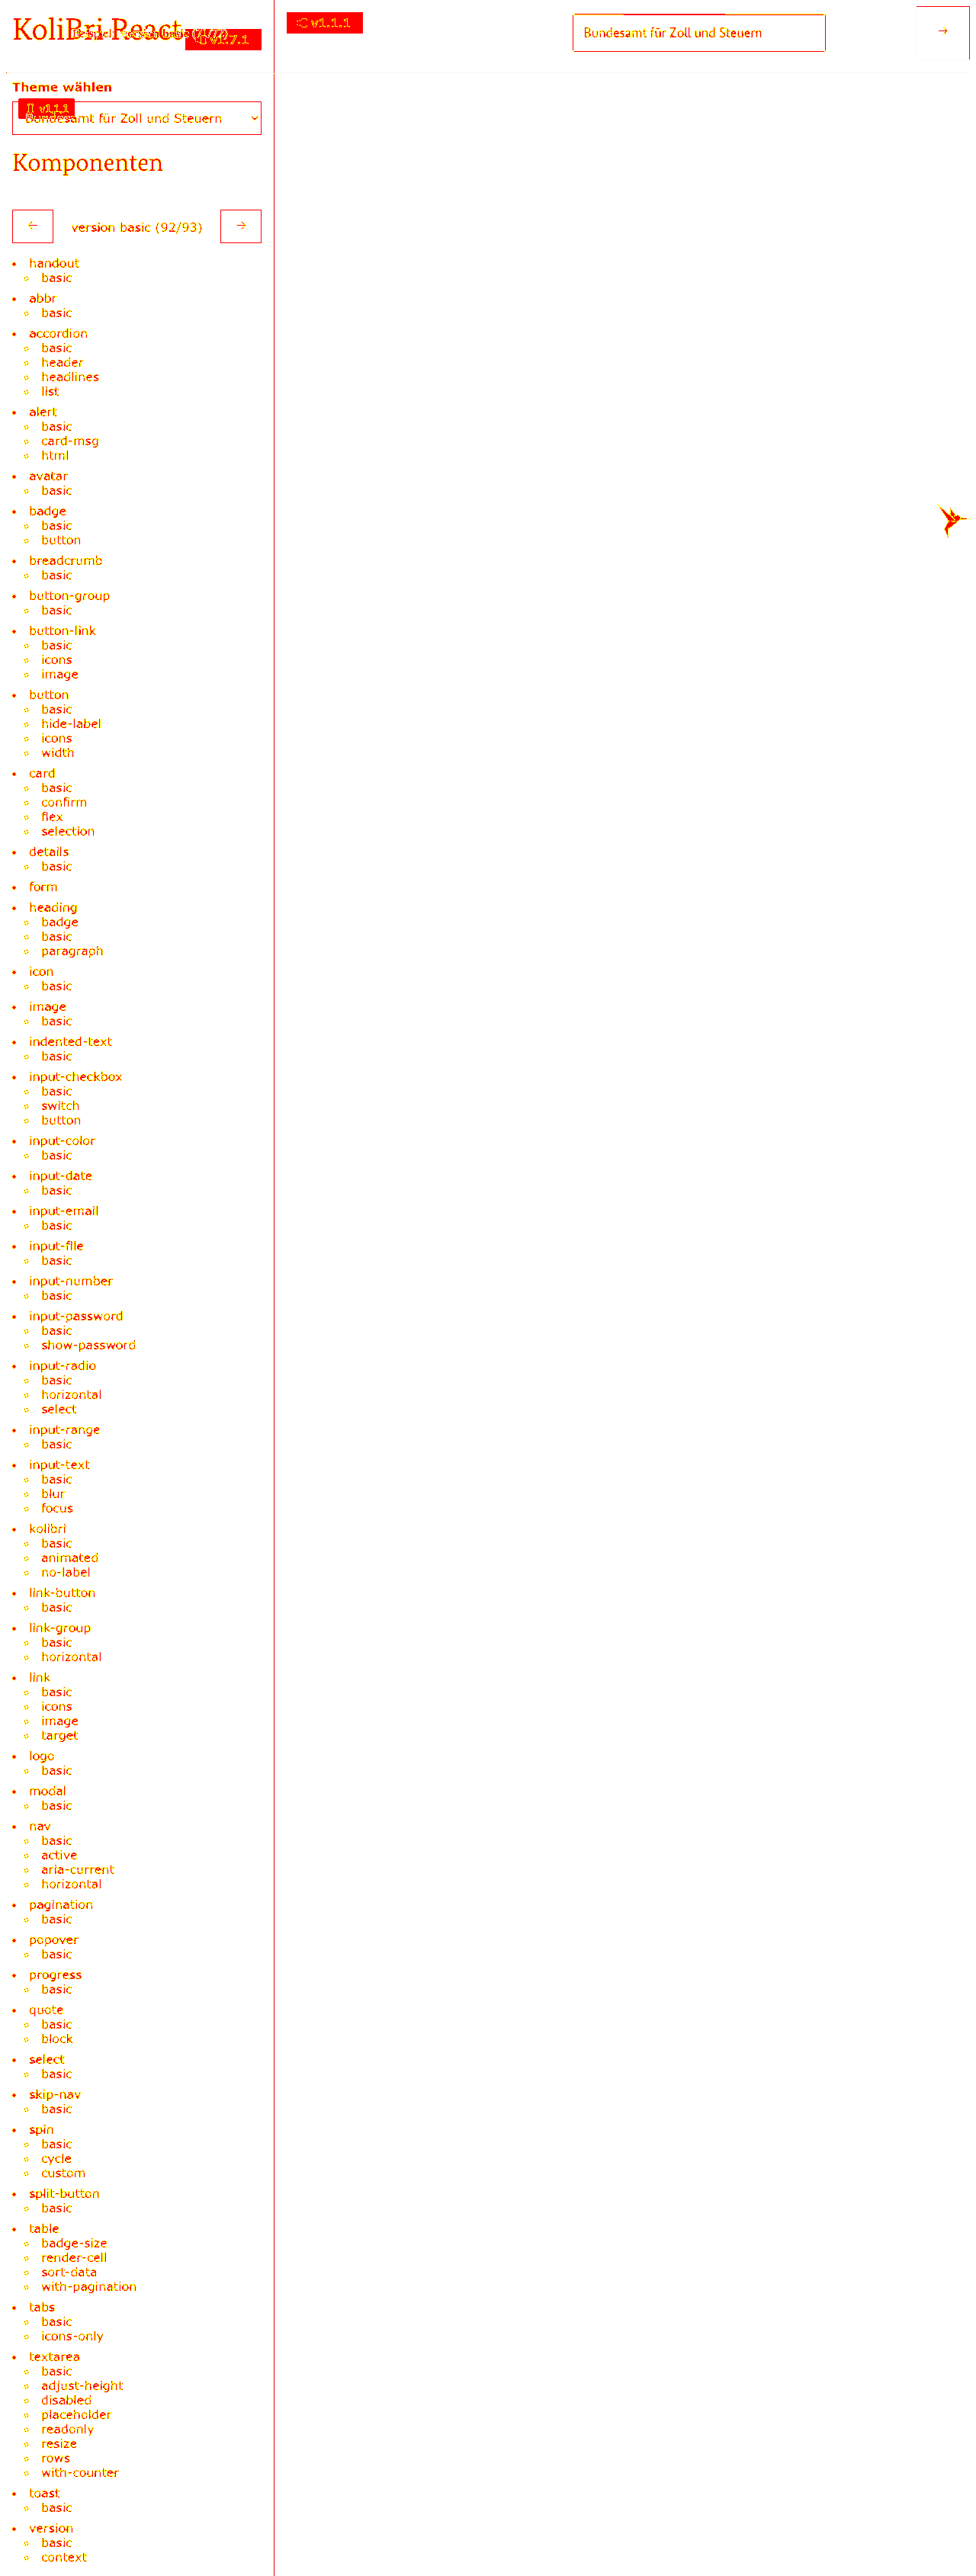 KoliBri React
v1.7.1
v1.1.1
Bundesamt für Zoll und Steuern
→
Theme wählen
v1.1.1
Bundesamt für Zoll und Steuern
Komponenten
← version basic (92/93) →
handout
basic
abbr
basic
accordion
basic
header
headlines
list
alert
basic
card-msg
html
avatar
basic
badge
basic
button
breadcrumb
basic
button-group
basic
button-link
basic
icons
image
button
basic
hide-label
icons
width
card
basic
confirm
flex
selection
details
basic
form
heading
badge
basic
paragraph
icon
basic
image
basic
indented-text
basic
input-checkbox
basic
switch
button
input-color
basic
input-date
basic
input-email
basic
input-file
basic
input-number
basic
input-password
basic
show-password
input-radio
basic
horizontal
select
input-range
basic
input-text
basic
blur
focus
kolibri
basic
animated
no-label
link-button
basic
link-group
basic
horizontal
link
basic
icons
image
target
logo
basic
modal
basic
nav
basic
active
aria-current
horizontal
pagination
basic
popover
basic
progress
basic
quote
basic
block
select
basic
skip-nav
basic
spin
basic
cycle
custom
split-button
basic
table
badge-size
render-cell
sort-data
with-pagination
tabs
basic
icons-only
textarea
basic
adjust-height
disabled
placeholder
readonly
resize
rows
with-counter
toast
basic
version
basic
context